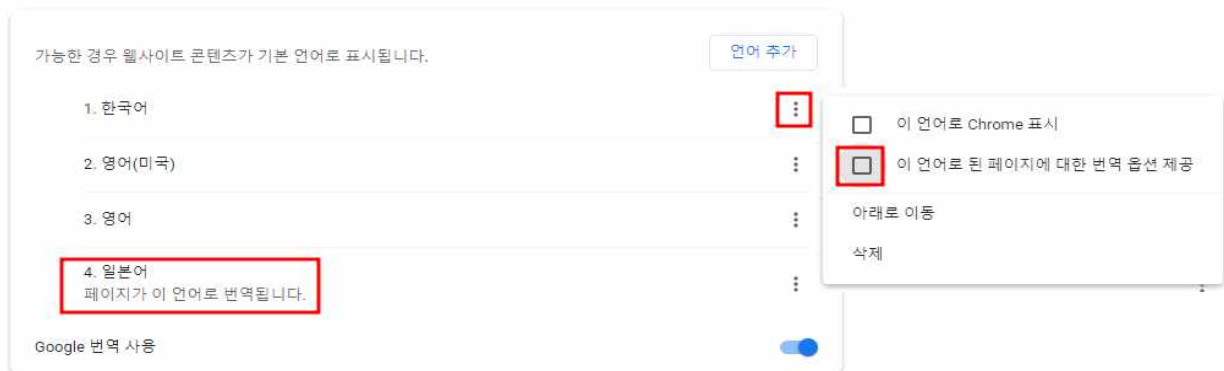 가능한 경우 웹사이트 콘텐츠가 기본 언어로 표시됩니다.
언어 추가
1. 한국어
2. 영어(미국)
3. 영어
4. 일본어
페이지가 이 언어로 번역됩니다.
Google 번역 사용
이 언어로 Chrome 표시
이 언어로 된 페이지에 대한 번역 옵션 제공
아래로 이동
삭제